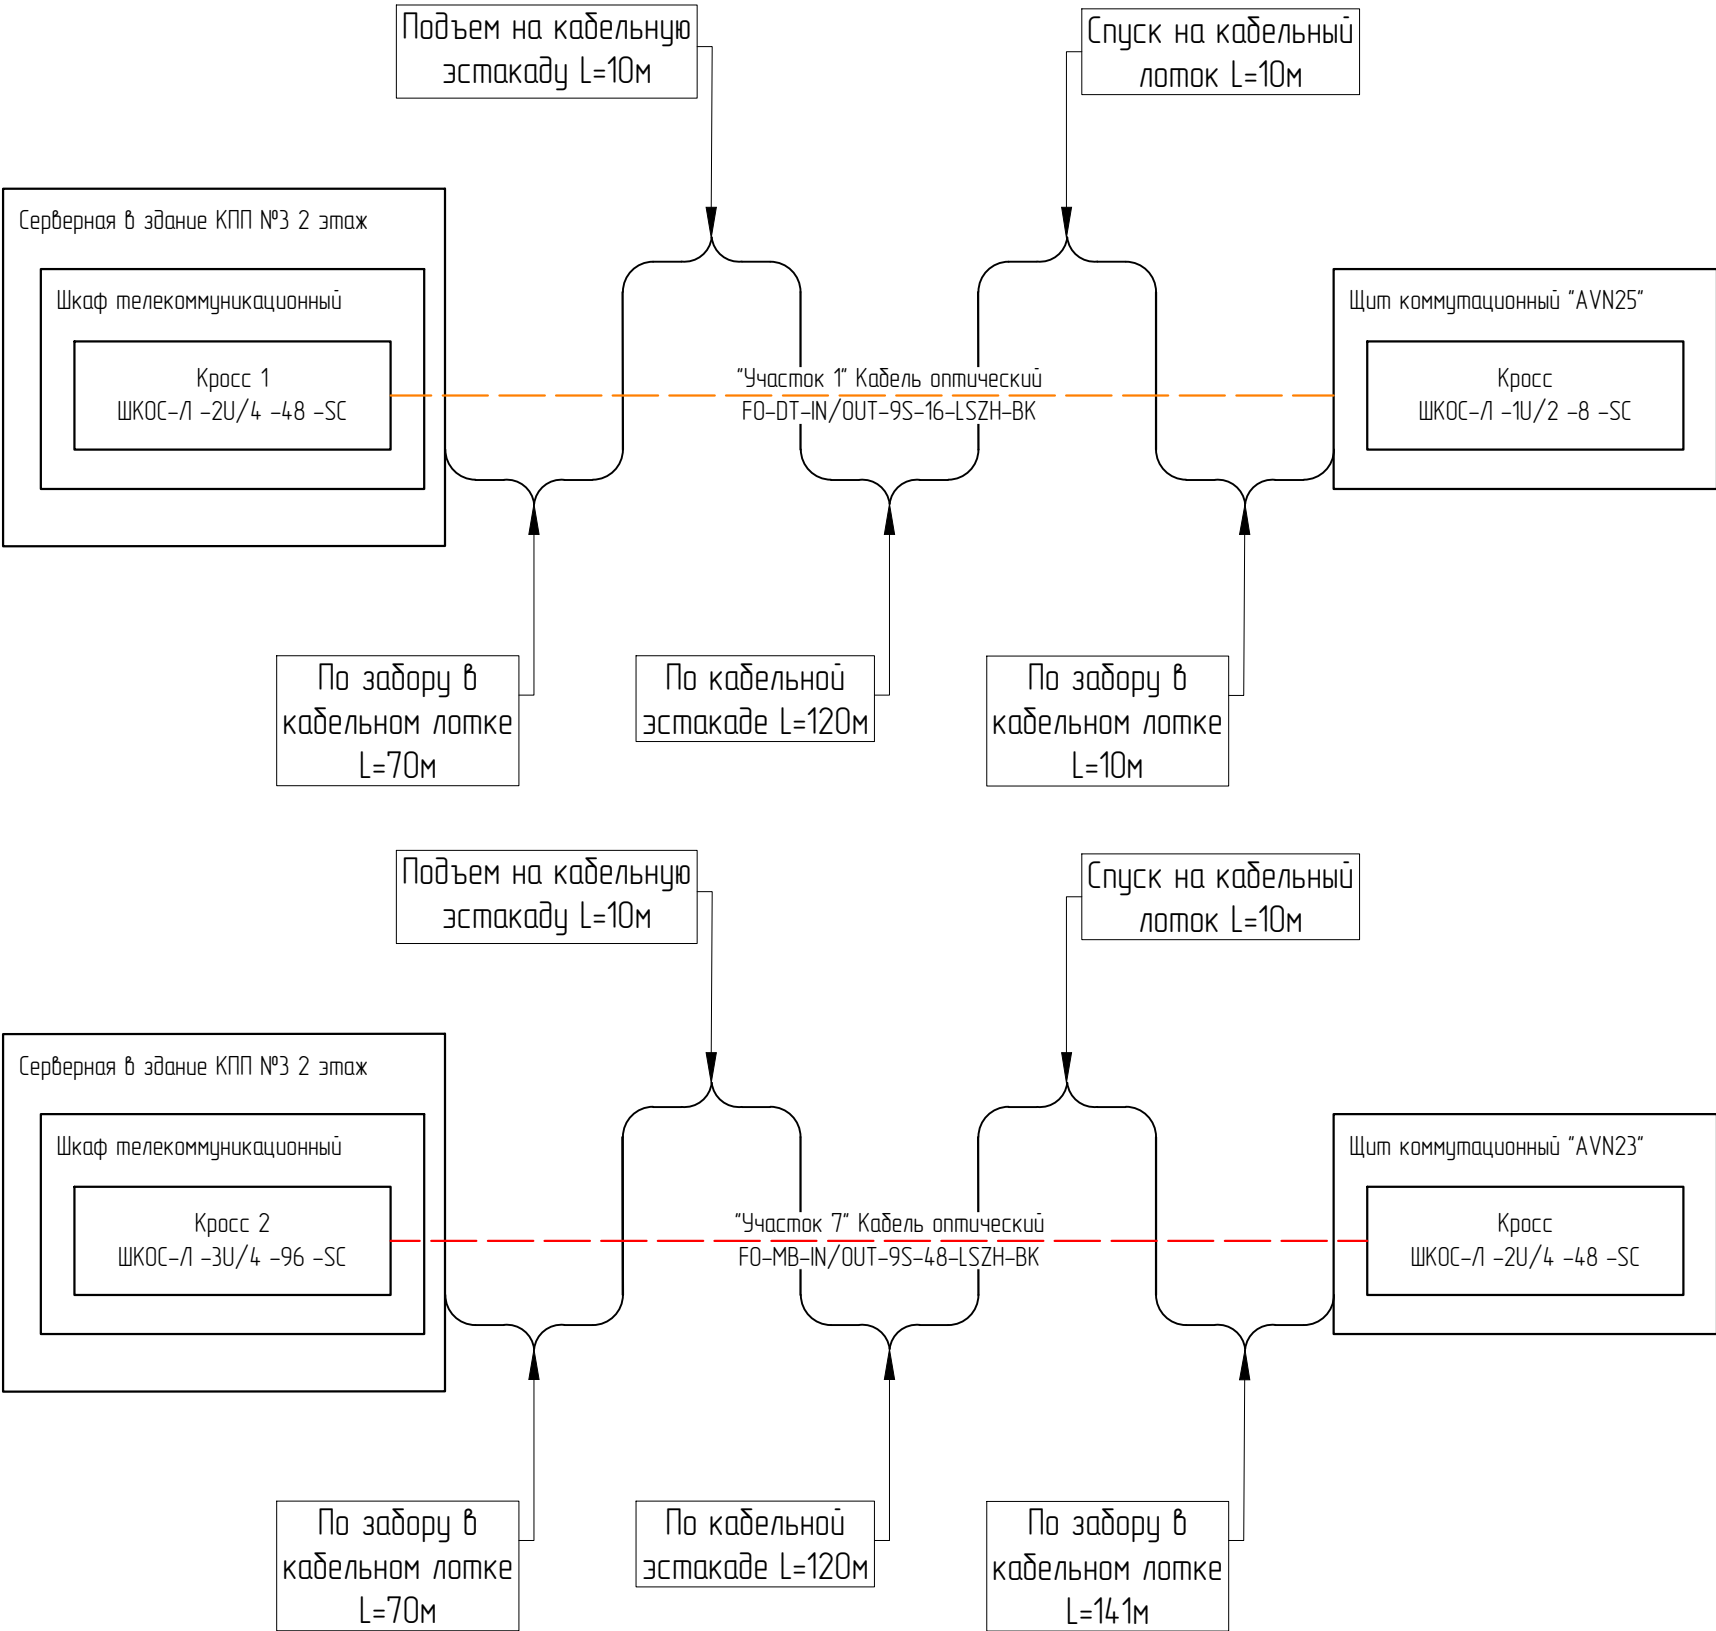 Подъем на кабельную
эстакаду L=10м
Спуск на кабельный
лоток L=10м
Серверная в здание КПП №3 2 этаж
Шкаф телекоммуникационный
Кросс 1
ШКОС-Л -2U/4 -48 -SC
"Участок 1" Кабель оптический
FO-DT-IN/OUT-9S-16-LSZH-BK
Щит коммутационный "AVN25"
Кросс
ШКОС-Л -1U/2 -8 -SC
По забору в
кабельном лотке
L=70м
По кабельной
эстакаде L=120м
По забору в
кабельном лотке
L=10м
Подъем на кабельную
эстакаду L=10м
Спуск на кабельный
лоток L=10м
Серверная в здание КПП №3 2 этаж
Шкаф телекоммуникационный
Кросс 2
ШКОС-Л -3U/4 -96 -SC
"Участок 7" Кабель оптический
FO-MB-IN/OUT-9S-48-LSZH-BK
Щит коммутационный "AVN23"
Кросс
ШКОС-Л -2U/4 -48 -SC
По забору в
кабельном лотке
L=70м
По кабельной
эстакаде L=120м
По забору в
кабельном лотке
L=141м